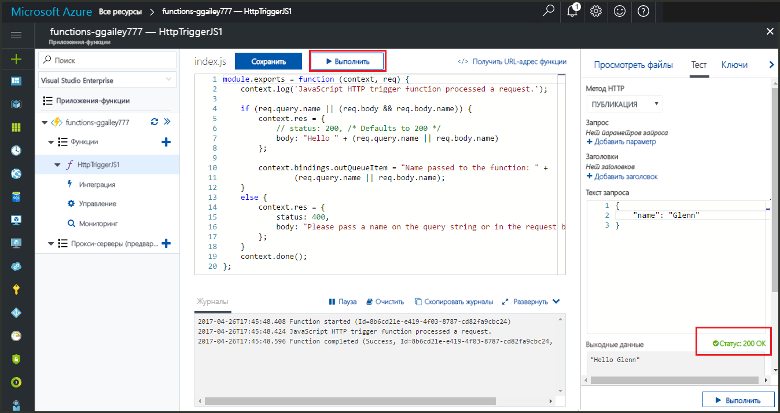 Microsoft Azure Все ресурсы > functions-ggailey777 — HttpTriggerJS1
1
functions-ggailey777 — HttpTriggerJS1
Приложения-функции
Поиск
Visual Studio Enterprise
Приложения-функции
functions-ggailey777
Функции
HttpTriggerJS1
Интеграция
Управление
Мониторинг
Прокси-серверы (предвар...
index.js
Сохранить
Выполнить
</> Получить URL-адрес функции
1 module.exports = function (context, req) {
2 context.log('JavaScript HTTP trigger function processed a request.');
3
4 if (req.query.name || (req.body && req.body.name)) {
5 context.res = {
6 // status: 200, /* Defaults to 200 */
7 body: "Hello " + (req.query.name || req.body.name)
8 };
9
10 context.bindings.outQueueItem = "Name passed to the function: " +
11 (req.query.name || req.body.name);
12 }
13 else {
14 context.res = {
15 status: 400,
16 body: "Please pass a name on the query string or in the request b
17 };
18 }
19 context.done();
20 };
Журналы
Пауза
Очистить
Скопировать журналы
Развернуть
2017-04-26T17:45:48.408 Function started (Id=8b6cd21e-e419-4f03-8787-cd82fa9cbc24)
2017-04-26T17:45:48.424 JavaScript HTTP trigger function processed a request.
2017-04-26T17:45:48.596 Function completed (Success, Id=8b6cd21e-e419-4f03-8787-cd82fa9cbc24,
Просмотреть файлы
Тест
Ключи
Метод HTTP
ПУБЛИКАЦИЯ
Запрос
Нет параметров запроса
+ Добавить параметр
Заголовки
Нет заголовков
+ Добавить заголовок
Текст запроса
1 {
2 "name": "Glenn"
3 }
Выходные данные
Статус: 200 OK
"Hello Glenn"
Выполнить